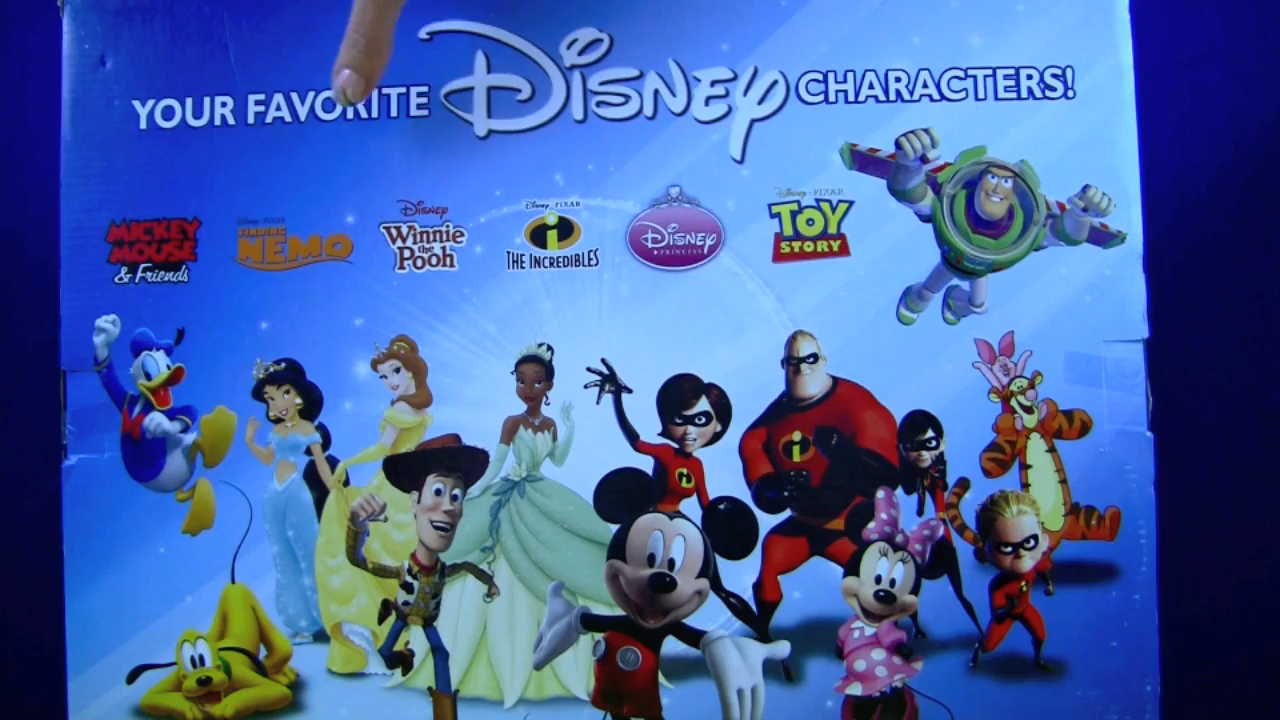 YOUR FAVORITE DISNEY CHARACTERS!
MICKEY MOUSE & Friends
DISNEY · PIXAR FINDING NEMO
DISNEY Winnie the Pooh
DISNEY · PIXAR i THE INCREDIBLES
DISNEY PRINCESS
DISNEY · PIXAR TOY STORY